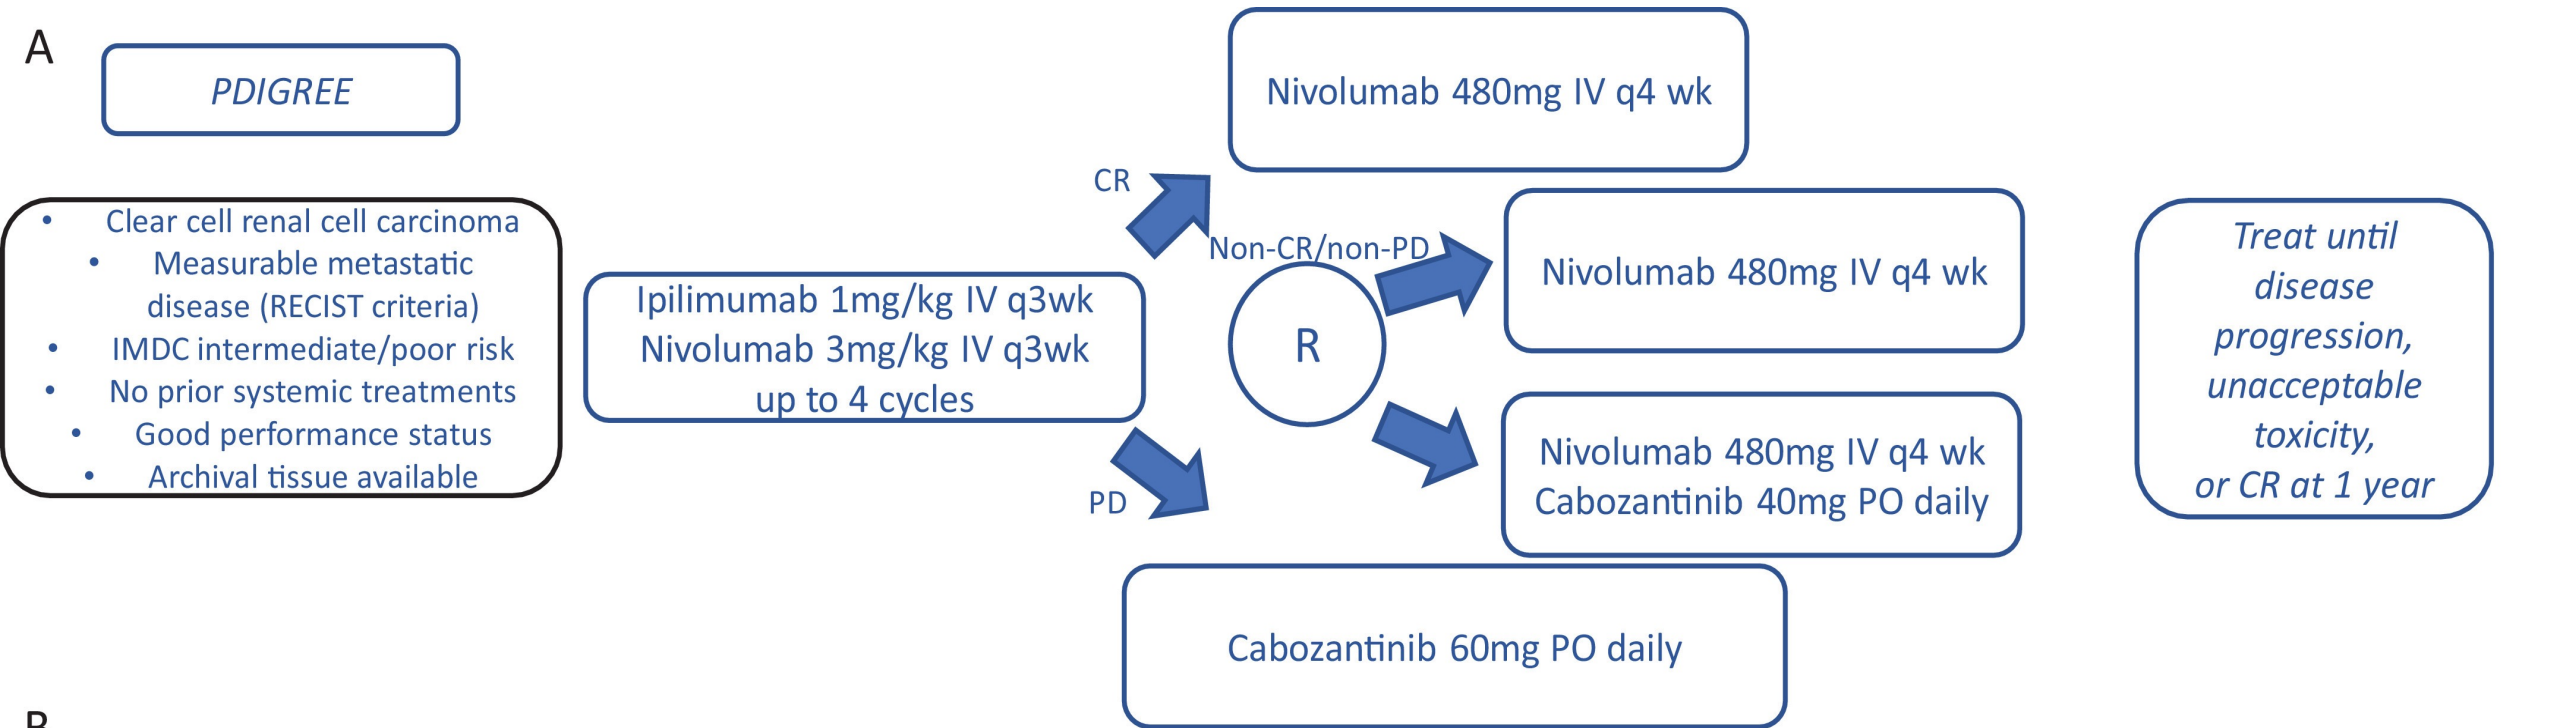 A
PDIGREE
• Clear cell renal cell carcinoma
• Measurable metastatic
disease (RECIST criteria)
• IMDC intermediate/poor risk
• No prior systemic treatments
• Good performance status
• Archival tissue available
Ipilimumab 1mg/kg IV q3wk
Nivolumab 3mg/kg IV q3wk
up to 4 cycles
CR
Nivolumab 480mg IV q4 wk
Non-CR/non-PD
R
Nivolumab 480mg IV q4 wk
Nivolumab 480mg IV q4 wk
Cabozantinib 40mg PO daily
PD
Cabozantinib 60mg PO daily
Treat until
disease
progression,
unacceptable
toxicity,
or CR at 1 year
B